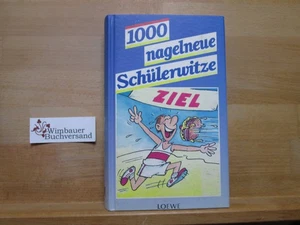 1000
nagelneue
Schülerwitze
ZIEL
Wimbauer
Buchversand
LOEWE